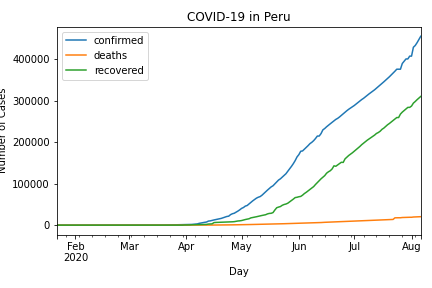 COVID-19 in Peru
confirmed
deaths
recovered
400000
300000
200000
100000
0
Number of Cases
Feb
2020
Mar
Apr
May
Jun
Jul
Aug
Day